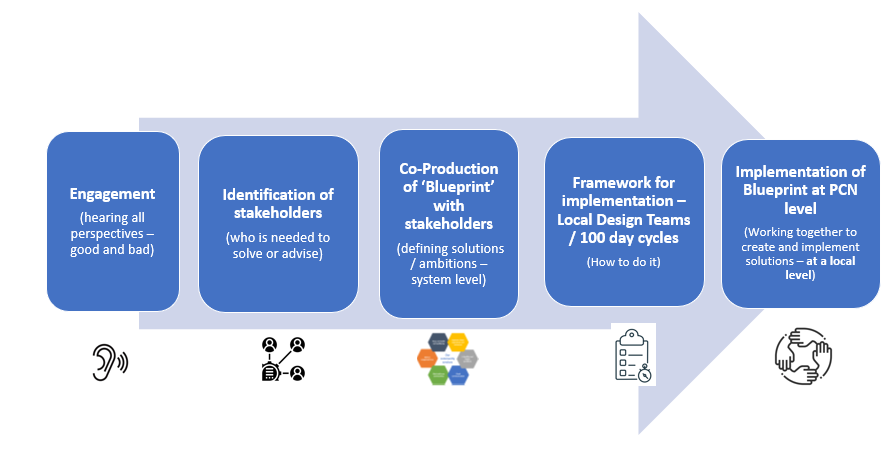 Engagement
(hearing all
perspectives –
good and bad)
Identification of
stakeholders
(who is needed to
solve or advise)
Co-Production
of ‘Blueprint’
with
stakeholders
(defining solutions
/ ambitions –
system level)
Framework for
implementation –
Local Design Teams
/ 100 day cycles
(How to do it)
Implementation of
Blueprint at PCN
level
(Working together to
create and implement
solutions – at a local
level)